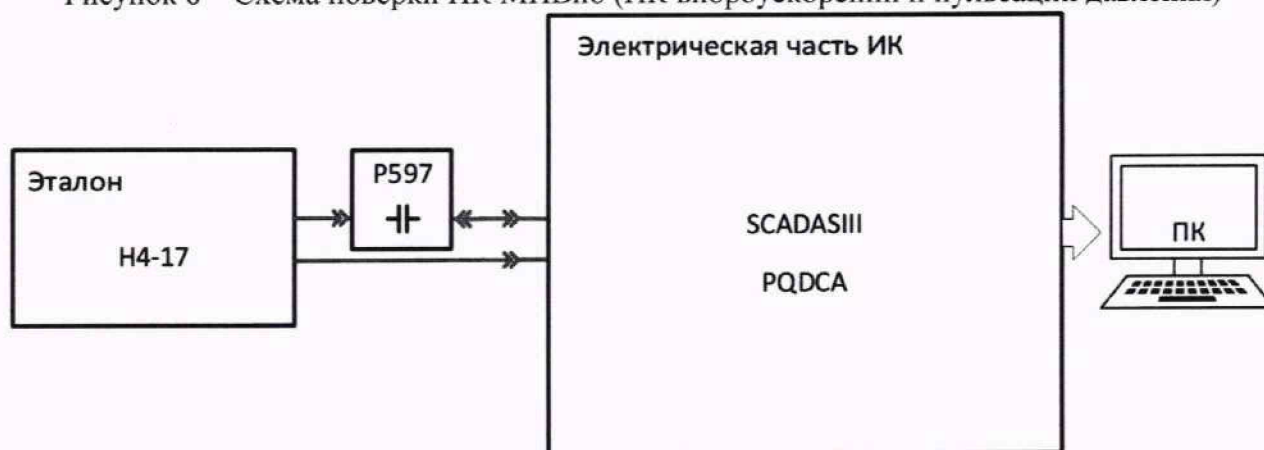 Электрическая часть ИК
Эталон
Н4-17
Р597
SCADASIII
PQDCA
ПК